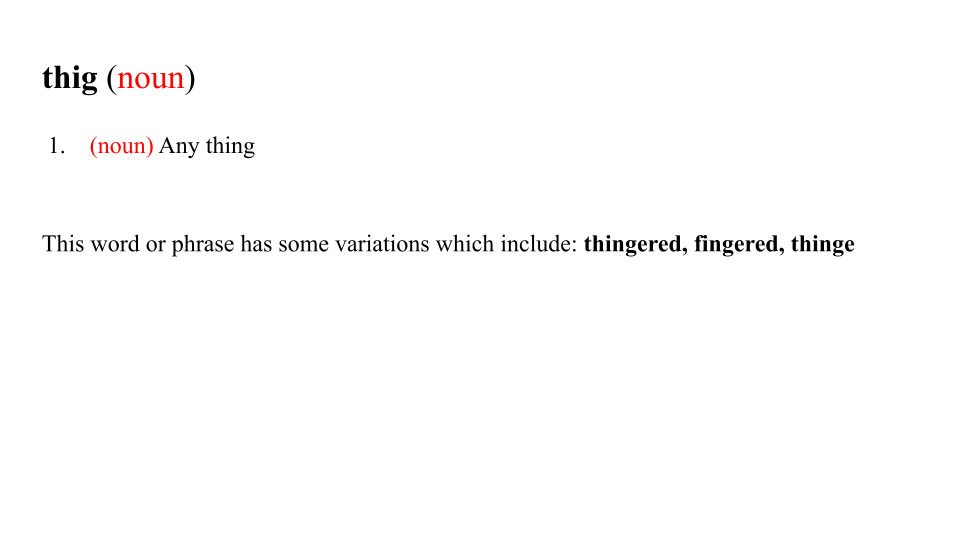 thig (noun)
1. (noun) Any thing
This word or phrase has some variations which include: thingered, fingered, thinge